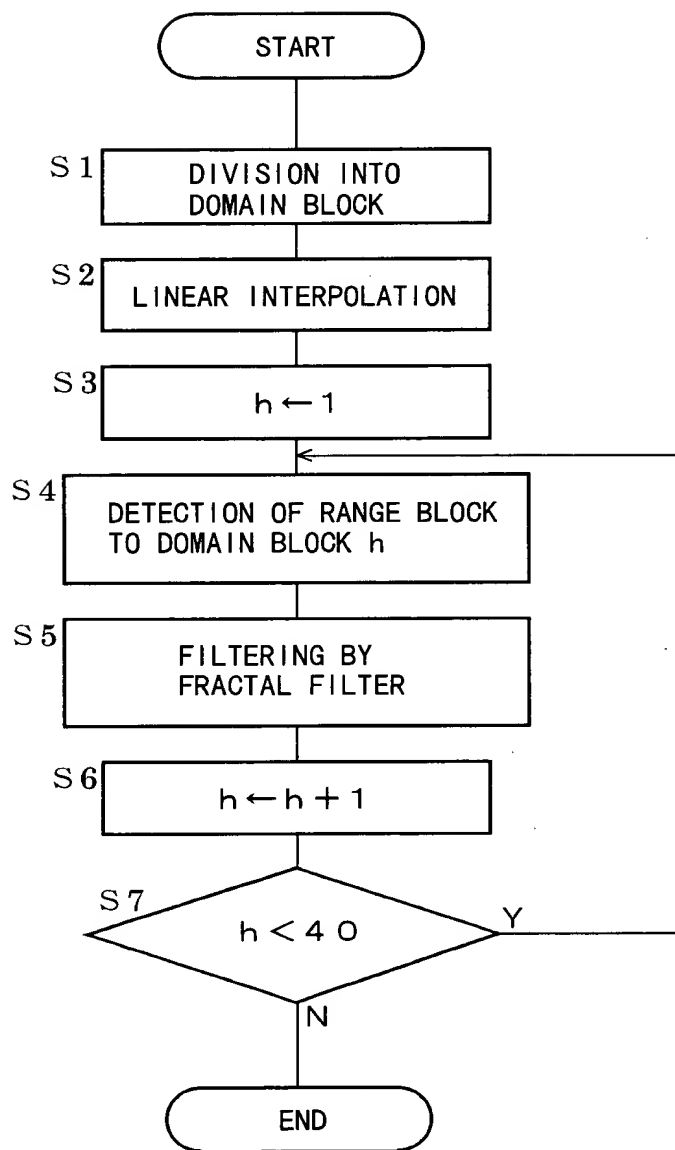 START
S1
DIVISION INTO
DOMAIN BLOCK
S2
LINEAR INTERPOLATION
S3
h←1
S4
DETECTION OF RANGE BLOCK
TO DOMAIN BLOCK h
S5
FILTERING BY
FRACTAL FILTER
S6
h←h+1
S7
h<40
Y
N
END